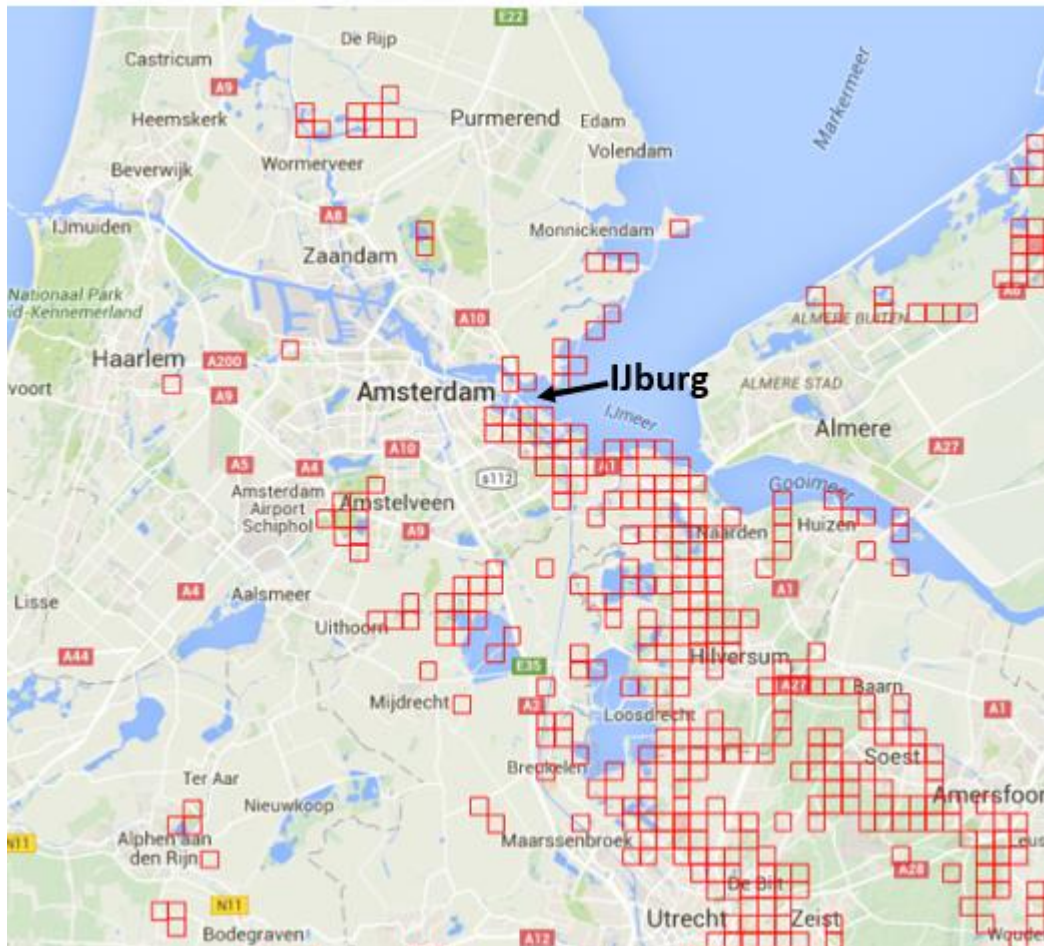 E22
De Rijp
Castricum
A9
Heemskerk
Purmerend
Edam
Volendam
Markermeer
Wormerveer
Beverwijk
A8
IJmuiden
Monnickendam
Zaandam
Nationaal Park
id-Kennemerland
A6
A10
ALMERE BUITEN
Haarlem
A200
IJburg
voort
Amsterdam
ALMERE STAD
A9
IJmeer
Almere
A10
A27
A5
A4
A1
s112
Gooimeer
Amsterdam
Airport
Schiphol
Amstelveen
Huizen
A9
Naarden
A4
Aalsmeer
A1
Lisse
Uithoorn
A44
E35
Hilversum
A27
Baarn
Mijdrecht
A2
Loosdrecht
A1
Soest
Breukelen
Ter Aar
Nieuwkoop
Amersfoor
N11
Alphen aan
den Rijn
Maarssenbroek
eus
A28
De Bilt
N11
Utrecht
Zeist
Bodegraven
A12
Woude